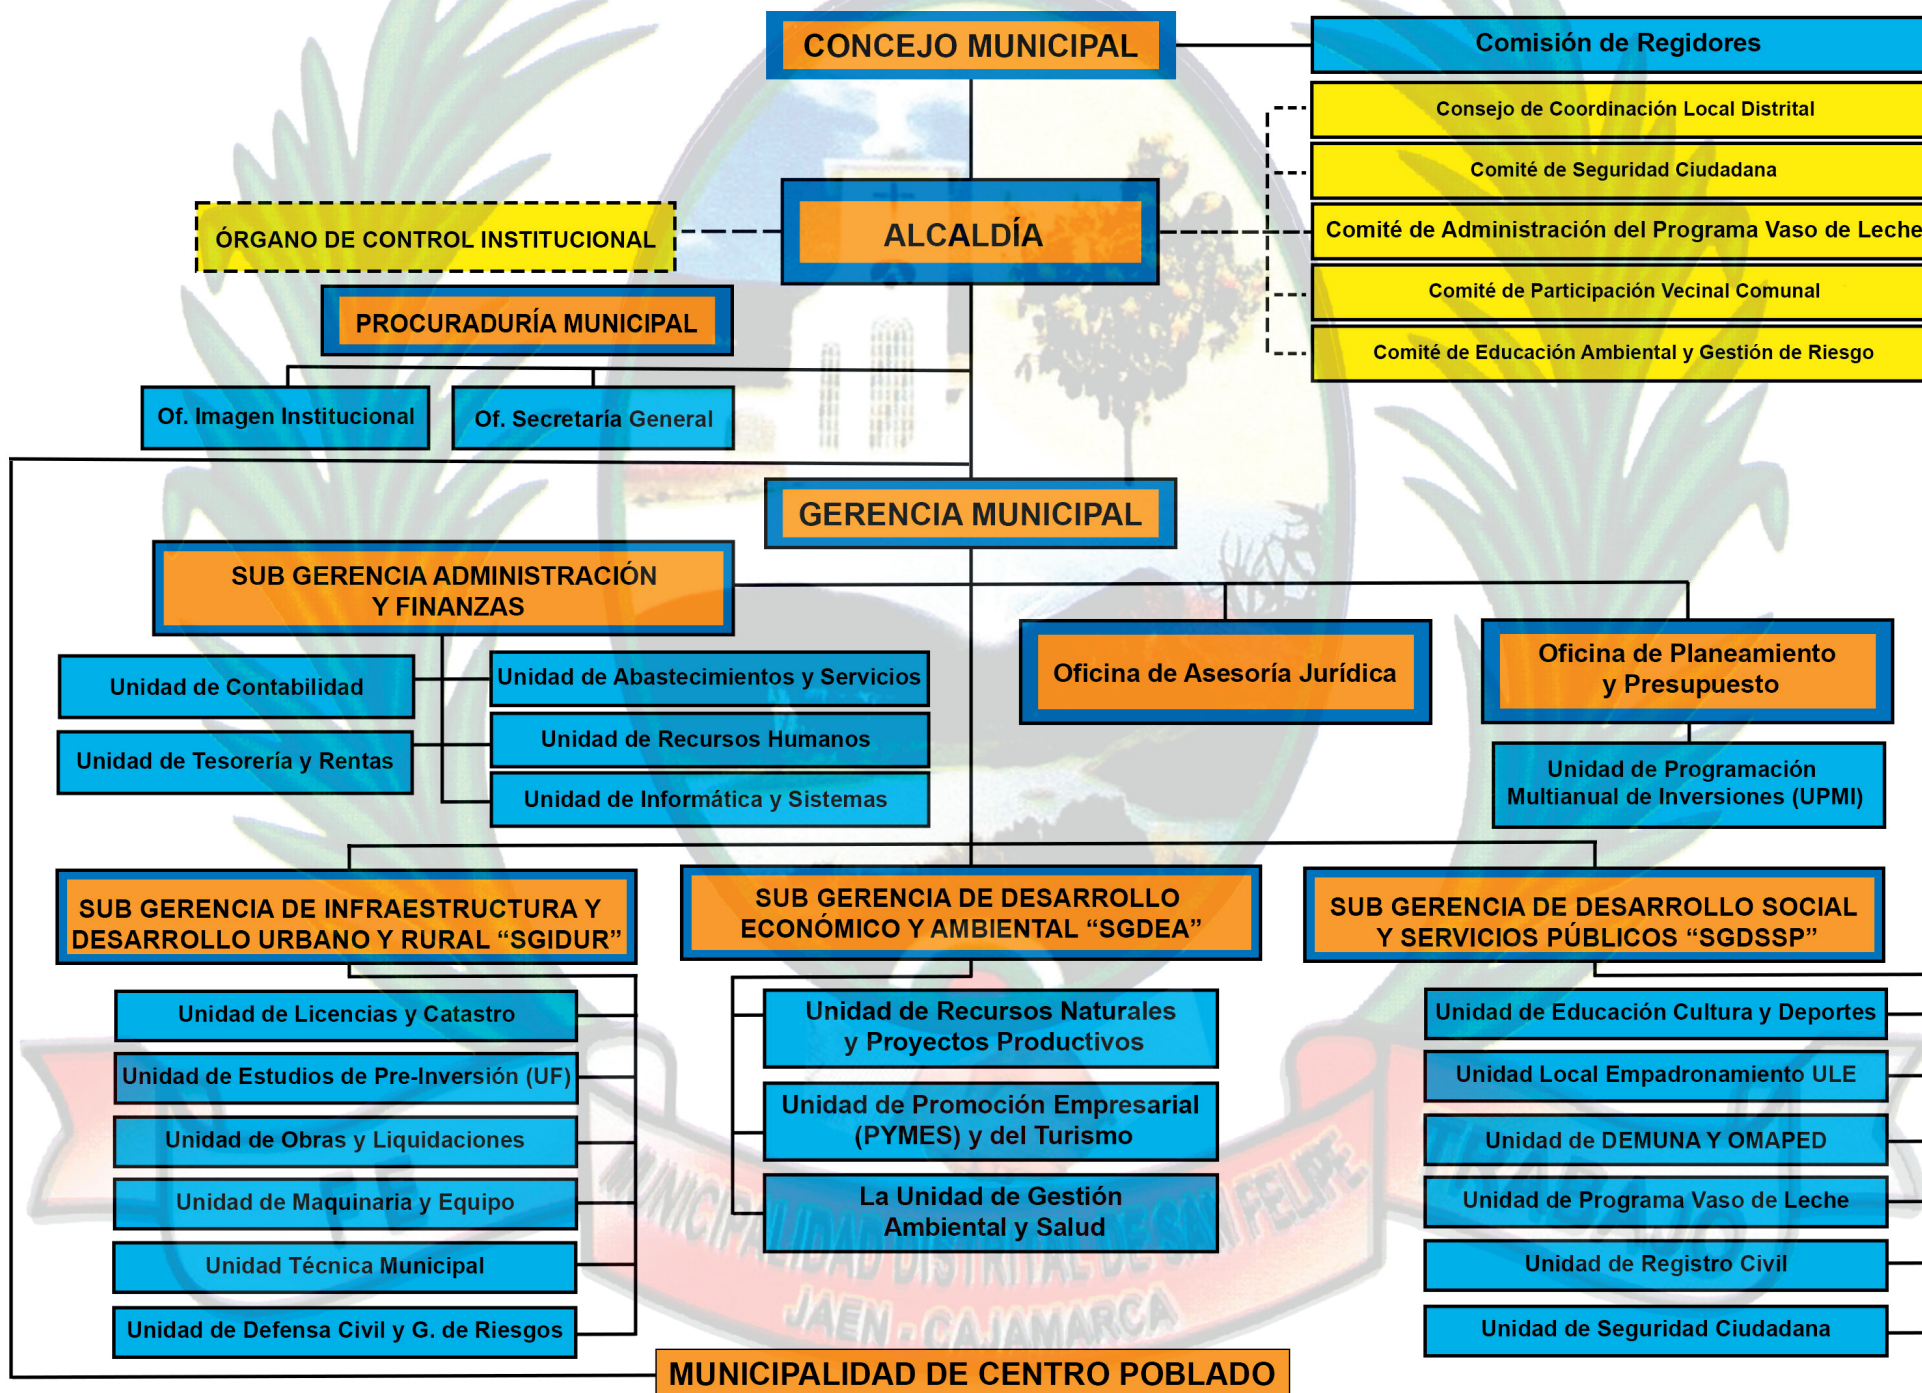 CONCEJO MUNICIPAL
Comisión de Regidores
Consejo de Coordinación Local Distrital
Comité de Seguridad Ciudadana
Comité de Administración del Programa Vaso de Leche
Comité de Participación Vecinal Comunal
Comité de Educación Ambiental y Gestión de Riesgo
ALCALDÍA
ÓRGANO DE CONTROL INSTITUCIONAL
PROCURADURÍA MUNICIPAL
Of. Imagen Institucional
Of. Secretaría General
GERENCIA MUNICIPAL
SUB GERENCIA ADMINISTRACIÓN
Y FINANZAS
Unidad de Contabilidad
Unidad de Tesorería y Rentas
Unidad de Abastecimientos y Servicios
Unidad de Recursos Humanos
Unidad de Informática y Sistemas
Oficina de Asesoría Jurídica
Oficina de Planeamiento
y Presupuesto
Unidad de Programación
Multianual de Inversiones (UPMI)
SUB GERENCIA DE INFRAESTRUCTURA Y
DESARROLLO URBANO Y RURAL “SGIDUR”
Unidad de Licencias y Catastro
Unidad de Estudios de Pre-Inversión (UF)
Unidad de Obras y Liquidaciones
Unidad de Maquinaria y Equipo
Unidad Técnica Municipal
Unidad de Defensa Civil y G. de Riesgos
SUB GERENCIA DE DESARROLLO
ECONÓMICO Y AMBIENTAL “SGDEA”
Unidad de Recursos Naturales
y Proyectos Productivos
Unidad de Promoción Empresarial
(PYMES) y del Turismo
La Unidad de Gestión
Ambiental y Salud
SUB GERENCIA DE DESARROLLO SOCIAL
Y SERVICIOS PÚBLICOS “SGDSSP”
Unidad de Educación Cultura y Deportes
Unidad Local Empadronamiento ULE
Unidad de DEMUNA Y OMAPED
Unidad de Programa Vaso de Leche
Unidad de Registro Civil
Unidad de Seguridad Ciudadana
FE
MUNICIPALIDAD DISTRITAL DE SAN FELIPE
JAEN - CAJAMARCA
TRABAJO
MUNICIPALIDAD DE CENTRO POBLADO